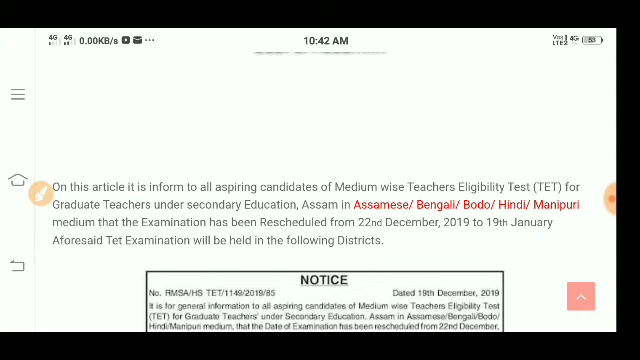 4G 4G 0.00KB/s ... 10:42 AM VoI LTE2 4G 53
On this article it is inform to all aspiring candidates of Medium wise Teachers Eligibility Test (TET) for
Graduate Teachers under secondary Education, Assam in Assamese/ Bengali/ Bodo/ Hindi/ Manipuri
medium that the Examination has been Rescheduled from 22nd December, 2019 to 19th January
Aforesaid Tet Examination will be held in the following Districts.
NOTICE
No. RMSA/HS TET/1149/2019/85 Dated 19th December, 2019
It is for general information to all aspiring candidates of Medium wise Teachers Eligibility Test
(TET) for Graduate Teachers' under Secondary Education, Assam in Assamese/Bengali/Bodo/
Hindi/Manipuri medium, that the Date of Examination has been rescheduled from 22nd December,